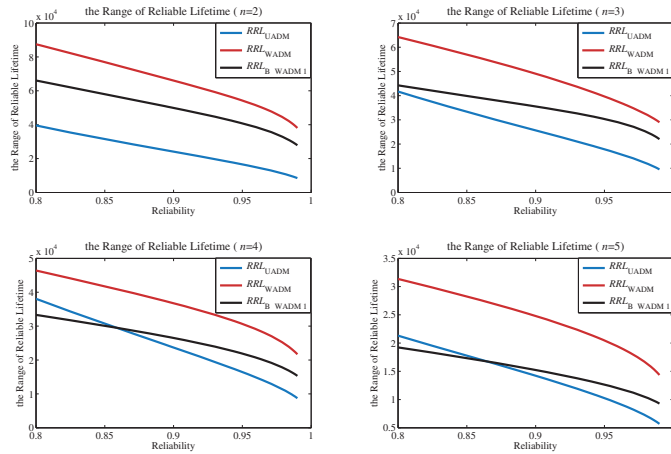 the Range of Reliable Lifetime (n=2)
x 10^4
10
8
6
4
2
0
0.8
0.85
0.9
0.95
1
the Range of Reliable Lifetime
Reliability
RRL_UADM
RRL_WADM
RRL_B WADM 1
the Range of Reliable Lifetime (n=3)
x 10^4
7
6
5
4
3
2
1
0
0.8
0.85
0.9
0.95
the Range of Reliable Lifetime
Reliability
RRL_UADM
RRL_WADM
RRL_B WADM 1
the Range of Reliable Lifetime ( n=4)
x 10^4
5
4
3
2
1
0
0.8
0.85
0.9
0.95
1
the Range of Reliable Lifetime
Reliability
RRL_UADM
RRL_WADM
RRL_B WADM 1
the Range of Reliable Lifetime ( n=5)
x 10^4
3.5
3
2.5
2
1.5
1
0.5
0.8
0.85
0.9
0.95
the Range of Reliable Lifetime
Reliability
RRL_UADM
RRL_WADM
RRL_B WADM 1